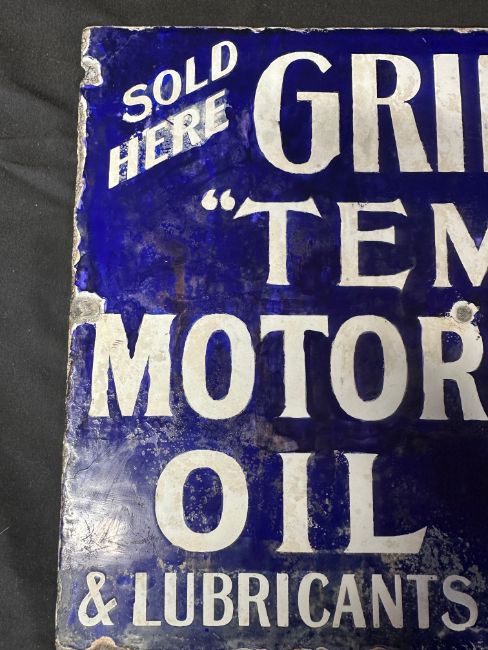 SOLD
HERE
GRI
"TEM
MOTOR
OIL
& LUBRICANTS